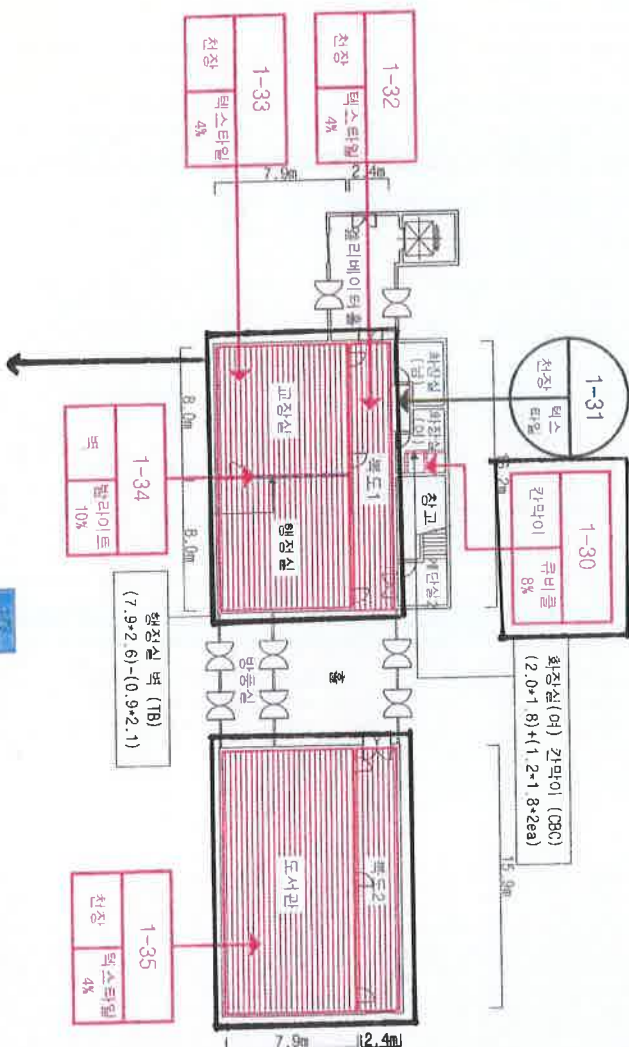 1-33
천장
텍스타일
4%
1-32
천장
텍스타일
4%
7.9m
2.4m
엘리베이터 홀
1-31
천장
텍스
타일
1-30
칸막이
큐비클
8%
화장실(여) 칸막이 (CBC)
(2.0*1.8)+(1.2*1.8*2ea)
화장실
(남)
화장실
(여)
창고
계단실2
복도1
교장실
행정실
8.0m
8.0m
1-34
벽
밤라이트
10%
행정실 벽 (TB)
(7.9*2.6)-(0.9*2.1)
방풍실
홀
15.9m
복도2
도서관
1-35
천장
텍스타일
4%
7.9m
2.4m